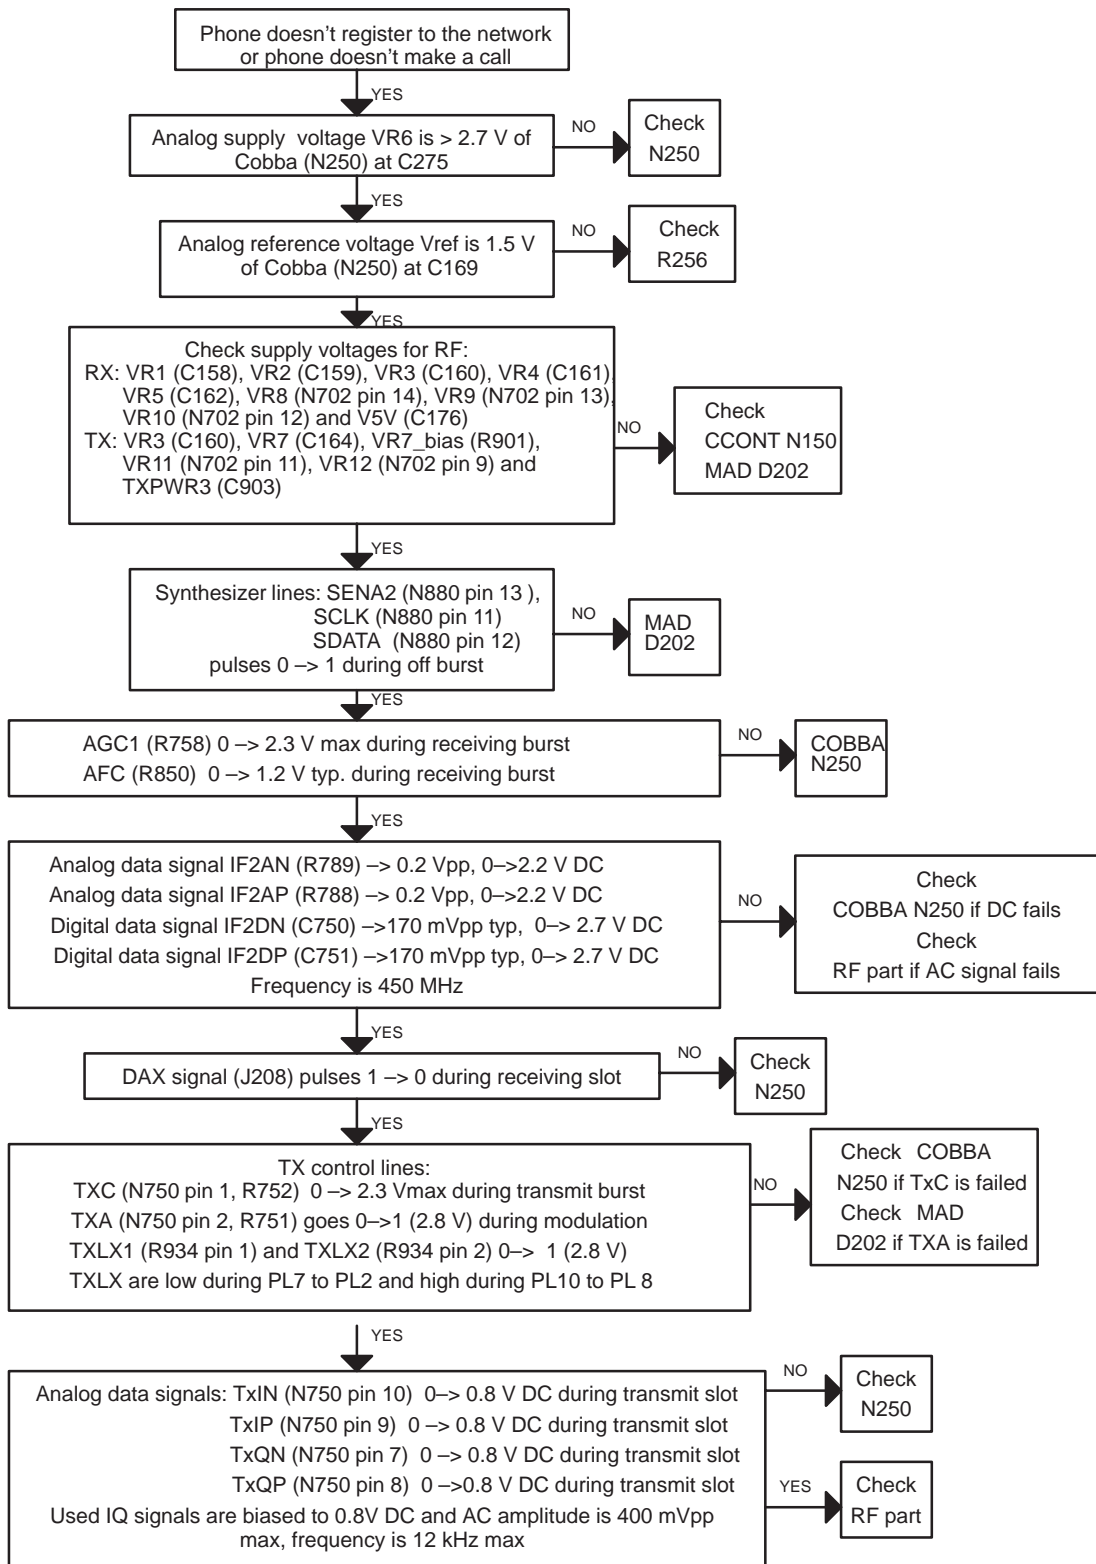 Phone doesn't register to the network
or phone doesn't make a call
YES
Analog supply voltage VR6 is > 2.7 V of
Cobba (N250) at C275
NO
Check
N250
YES
Analog reference voltage Vref is 1.5 V
of Cobba (N250) at C169
NO
Check
R256
YES
Check supply voltages for RF:
RX: VR1 (C158), VR2 (C159), VR3 (C160), VR4 (C161),
VR5 (C162), VR8 (N702 pin 14), VR9 (N702 pin 13),
VR10 (N702 pin 12) and V5V (C176)
TX: VR3 (C160), VR7 (C164), VR7_bias (R901),
VR11 (N702 pin 11), VR12 (N702 pin 9) and
TXPWR3 (C903)
NO
Check
CCONT N150
MAD D202
YES
Synthesizer lines: SENA2 (N880 pin 13 ),
SCLK (N880 pin 11)
SDATA (N880 pin 12)
pulses 0 –> 1 during off burst
NO
MAD
D202
YES
AGC1 (R758) 0 –> 2.3 V max during receiving burst
AFC (R850) 0 –> 1.2 V typ. during receiving burst
NO
COBBA
N250
YES
Analog data signal IF2AN (R789) –> 0.2 Vpp, 0–>2.2 V DC
Analog data signal IF2AP (R788) –> 0.2 Vpp, 0–>2.2 V DC
Digital data signal IF2DN (C750) –>170 mVpp typ, 0–> 2.7 V DC
Digital data signal IF2DP (C751) –>170 mVpp typ, 0–> 2.7 V DC
Frequency is 450 MHz
NO
Check
COBBA N250 if DC fails
Check
RF part if AC signal fails
YES
DAX signal (J208) pulses 1 –> 0 during receiving slot
NO
Check
N250
YES
TX control lines:
TXC (N750 pin 1, R752) 0 –> 2.3 Vmax during transmit burst
TXA (N750 pin 2, R751) goes 0–>1 (2.8 V) during modulation
TXLX1 (R934 pin 1) and TXLX2 (R934 pin 2) 0–> 1 (2.8 V)
TXLX are low during PL7 to PL2 and high during PL10 to PL 8
NO
Check COBBA
N250 if TxC is failed
Check MAD
D202 if TXA is failed
YES
Analog data signals: TxIN (N750 pin 10) 0–> 0.8 V DC during transmit slot
TxIP (N750 pin 9) 0 –> 0.8 V DC during transmit slot
TxQN (N750 pin 7) 0 –> 0.8 V DC during transmit slot
TxQP (N750 pin 8) 0 –>0.8 V DC during transmit slot
Used IQ signals are biased to 0.8V DC and AC amplitude is 400 mVpp
max, frequency is 12 kHz max
NO
Check
N250
YES
Check
RF part